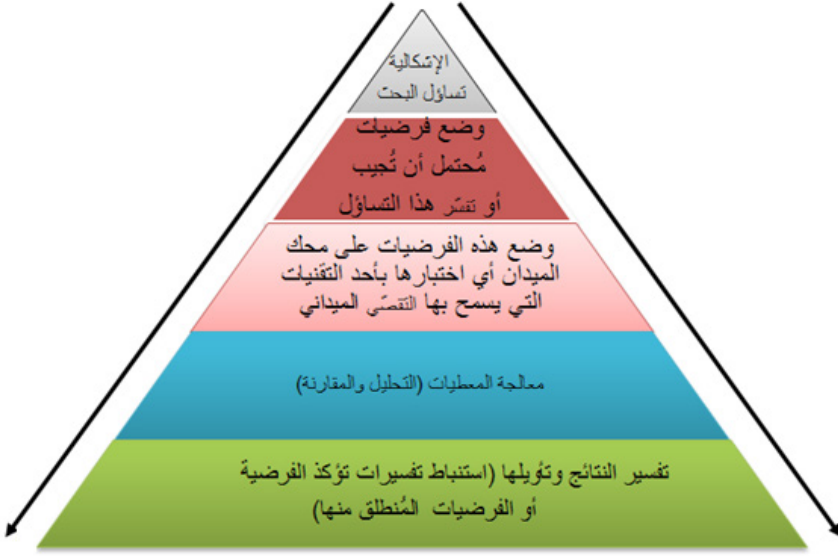 الإشكالية
تساؤل البحث
وضع فرضيات
مُحتمل أن تُجيب
أو تفسّر هذا التساؤل
وضع هذه الفرضيات على محك
الميدان أي اختبارها بأحد التقنيات
التي يسمح بها التقصّي الميداني
معالجة المعطيات (التحليل والمقارنة)
تفسير النتائج وتأويلها (استنباط تفسيرات تؤكذ الفرضية
أو الفرضيات المُنطلق منها)